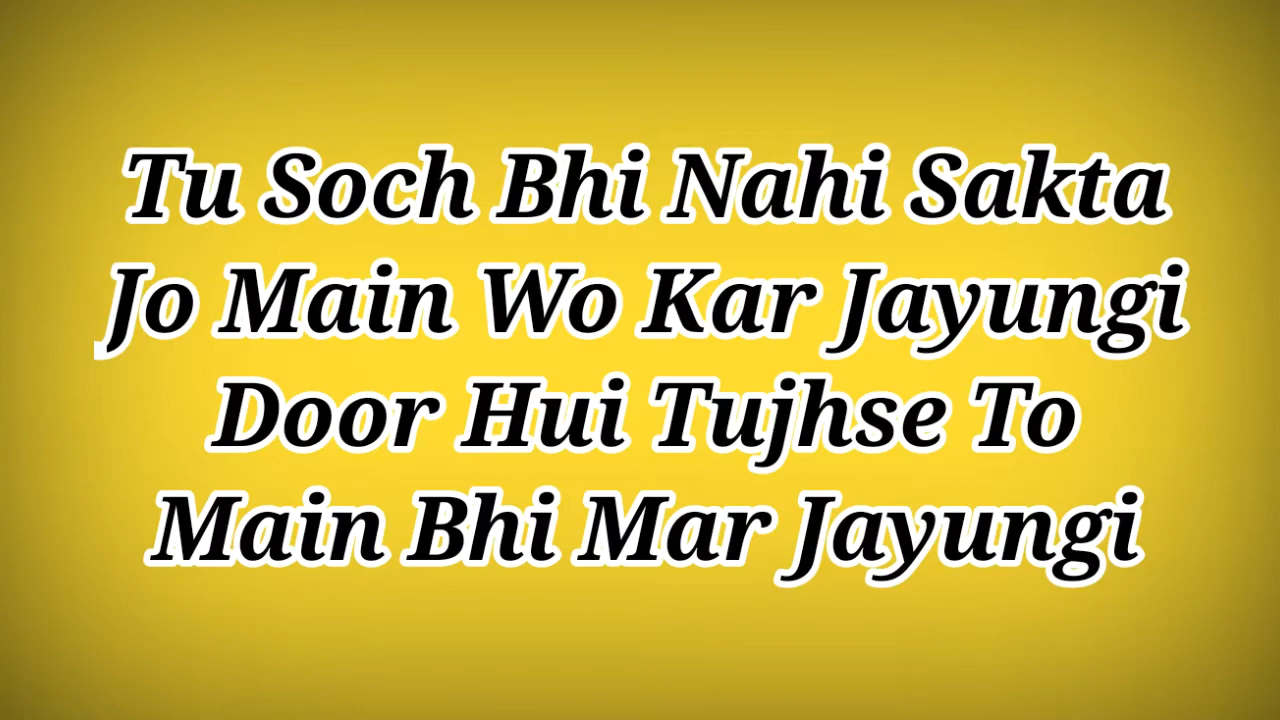 Tu Soch Bhi Nahi Sakta
Jo Main Wo Kar Jayungi
Door Hui Tujhse To
Main Bhi Mar Jayungi